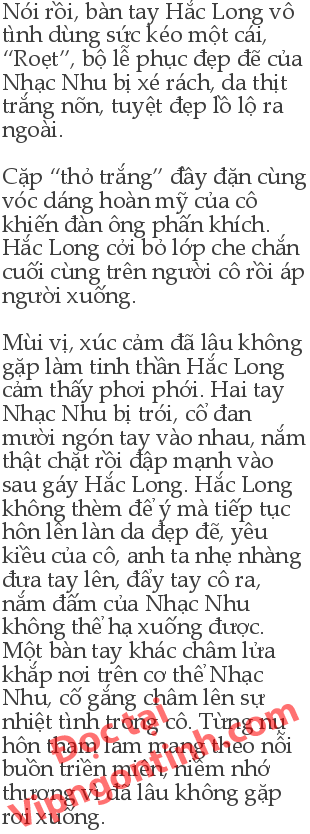 Nói rồi, bàn tay Hắc Long vô
tình dùng sức kéo một cái,
“Roẹt”, bộ lễ phục đẹp đẽ của
Nhạc Nhu bị xé rách, da thịt
trắng nõn, tuyệt đẹp lồ lộ ra
ngoài.
Cặp “thỏ trắng” đầy đặn cùng
vóc dáng hoàn mỹ của cô
khiến đàn ông phấn khích.
Hắc Long cởi bỏ lớp che chắn
cuối cùng trên người cô rồi áp
người xuống.
Mùi vị, xúc cảm đã lâu không
gặp làm tinh thần Hắc Long
cảm thấy phơi phới. Hai tay
Nhạc Nhu bị trói, cổ đan
mười ngón tay vào nhau, nắm
thật chặt rồi đập mạnh vào
sau gáy Hắc Long. Hắc Long
không thèm để ý mà tiếp tục
hôn lên làn da đẹp đẽ, yêu
kiều của cô, anh ta nhẹ nhàng
đưa tay lên, đẩy tay cô ra,
nắm đấm của Nhạc Nhu
không thể hạ xuống được.
Một bàn tay khác châm lửa
khắp nơi trên cơ thể Nhạc
Nhu, cố gắng châm lên sự
nhiệt tình trong cô. Từng nụ
hôn tham lam mang theo nỗi
buồn triền miên, niềm nhớ
thương vì đã lâu không gặp
rơi xuống.
Đọc tại
Vipngontinh.com